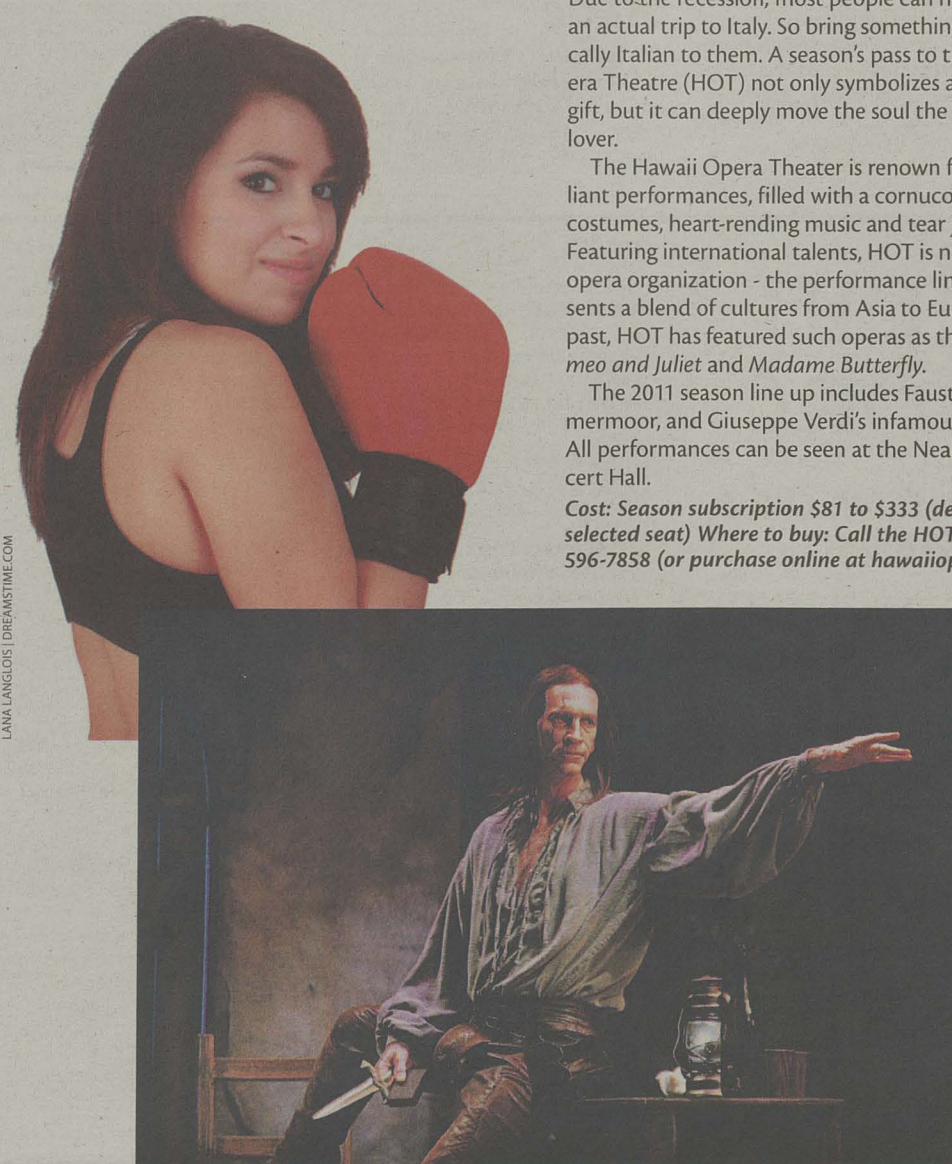 an actual trip to Italy. So bring somethin
cally Italian to them. A season's pass to t
era Theatre (HOT) not only symbolizes a
gift, but it can deeply move the soul the
lover.
The Hawaii Opera Theater is renown f
liant performances, filled with a cornuco
costumes, heart-rending music and tear
Featuring international talents, HOT is n
opera organization - the performance lin
sents a blend of cultures from Asia to Eu
past, HOT has featured such operas as th
meo and Juliet and Madame Butterfly.
The 2011 season line up includes Faust
mermoor, and Giuseppe Verdi's infamou
All performances can be seen at the Nea
cert Hall.
Cost: Season subscription $81 to $333 (de
selected seat) Where to buy: Call the HOT
596-7858 (or purchase online at hawaiiop
LANA LANGLOIS | DREAMSTIME.COM